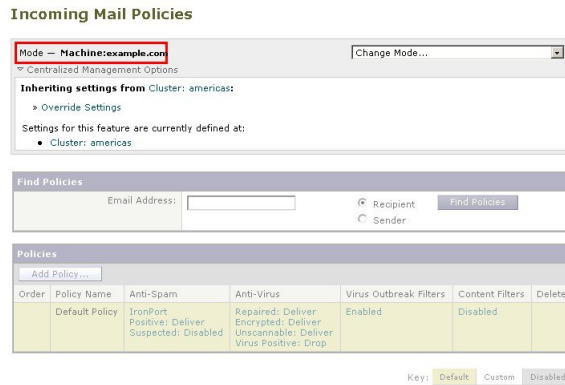 Incoming Mail Policies
Mode — Machine:example.com Change Mode...
Centralized Management Options
Inheriting settings from Cluster: americas:
» Override Settings
Settings for this feature are currently defined at:
• Cluster: americas
Find Policies
Email Address: Recipient Find Policies
Sender
Policies
Add Policy...
Order Policy Name Anti-Spam Anti-Virus Virus Outbreak Filters Content Filters Delete
Default Policy IronPort Repaired: Deliver Enabled Disabled
Positive: Deliver Encrypted: Deliver
Suspected: Disabled Unscannable: Deliver
Virus Positive: Drop
Key: Default Custom Disabled